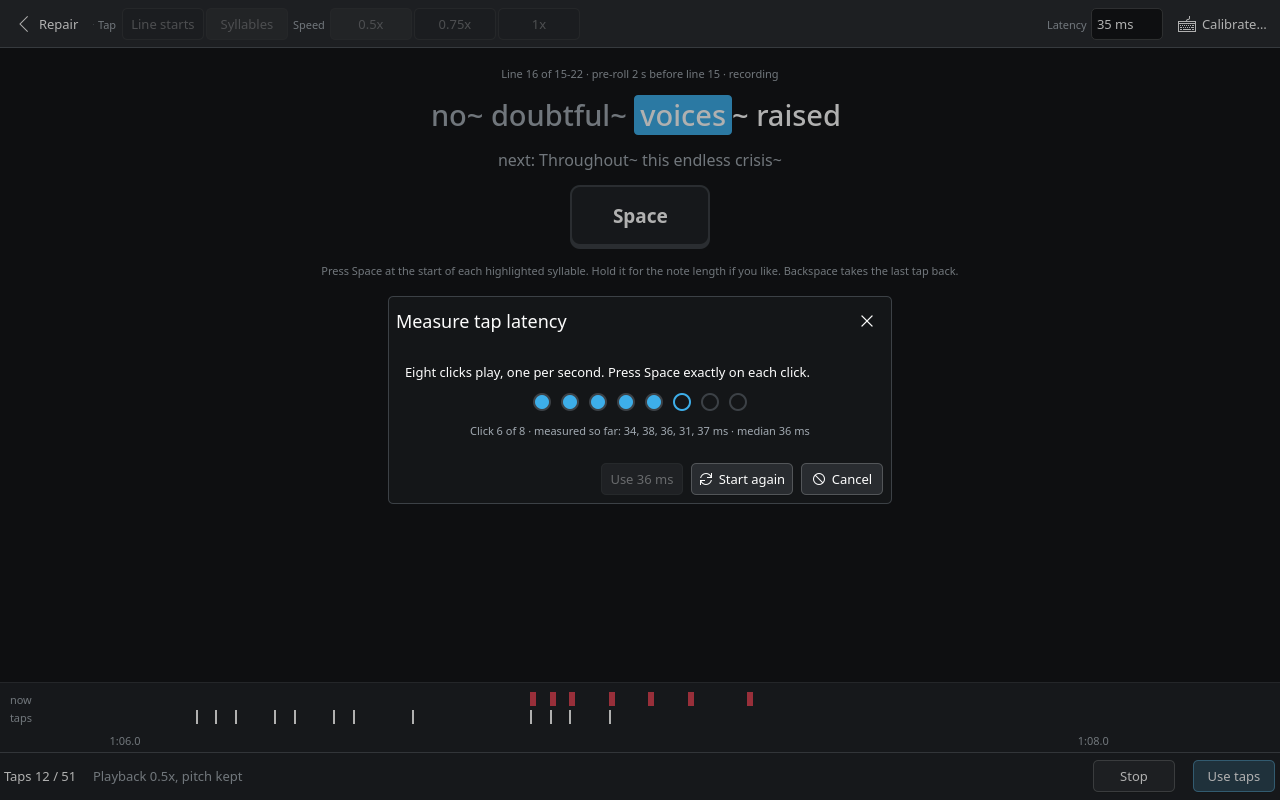 Repair Tap Line starts Syllables Speed 0.5x 0.75x 1x Latency 35 ms Calibrate...
Line 16 of 15-22 · pre-roll 2 s before line 15 · recording
no~ doubtful~ voices~ raised
next: Throughout~ this endless crisis~
Space
Press Space at the start of each highlighted syllable. Hold it for the note length if you like. Backspace takes the last tap back.
Measure tap latency
Eight clicks play, one per second. Press Space exactly on each click.
Click 6 of 8 · measured so far: 34, 38, 36, 31, 37 ms · median 36 ms
Use 36 ms Start again Cancel
now
taps
1:06.0 1:08.0
Taps 12 / 51 Playback 0.5x, pitch kept Stop Use taps